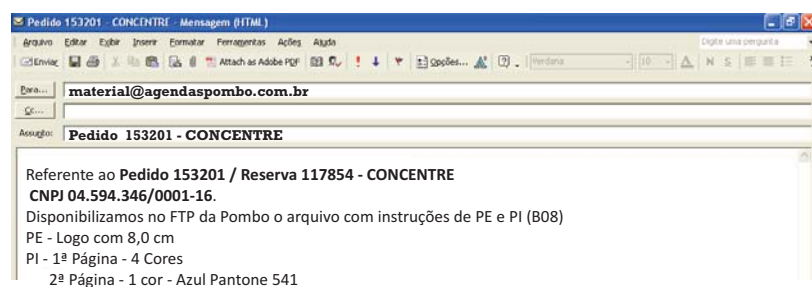 Pedido 153201 - CONCENTRE - Mensagem (HTML)
Arquivo Editar Exibir Inserir Formatar Ferramentas Ações Ajuda Digite uma pergunta
Enviar Attach as Adobe PDF Opções... Verdana 10 A N S
Para... material@agendaspombo.com.br
Cc...
Assunto: Pedido 153201 - CONCENTRE
Referente ao Pedido 153201 / Reserva 117854 - CONCENTRE
CNPJ 04.594.346/0001-16.
Disponibilizamos no FTP da Pombo o arquivo com instruções de PE e PI (B08)
PE - Logo com 8,0 cm
PI - 1ª Página - 4 Cores
2ª Página - 1 cor - Azul Pantone 541